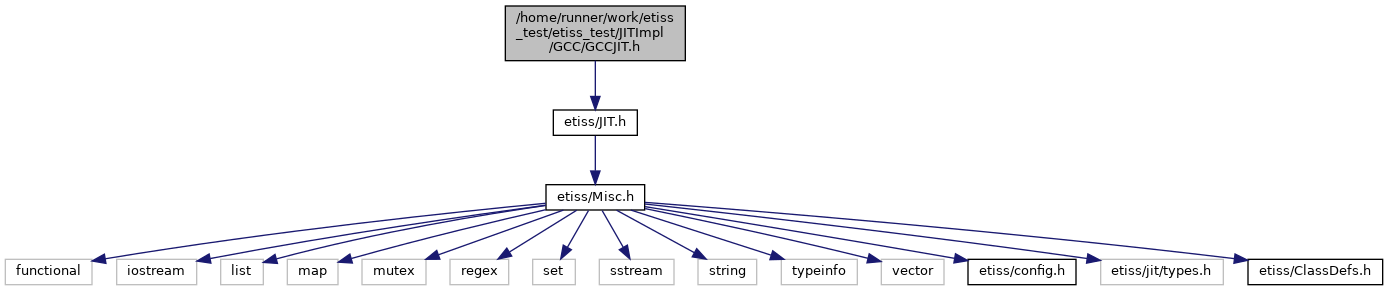 /home/runner/work/etiss
_test/etiss_test/JITImpl
/GCC/GCCJIT.h
etiss/JIT.h
etiss/Misc.h
functional
iostream
list
map
mutex
regex
set
sstream
string
typeinfo
vector
etiss/config.h
etiss/jit/types.h
etiss/ClassDefs.h